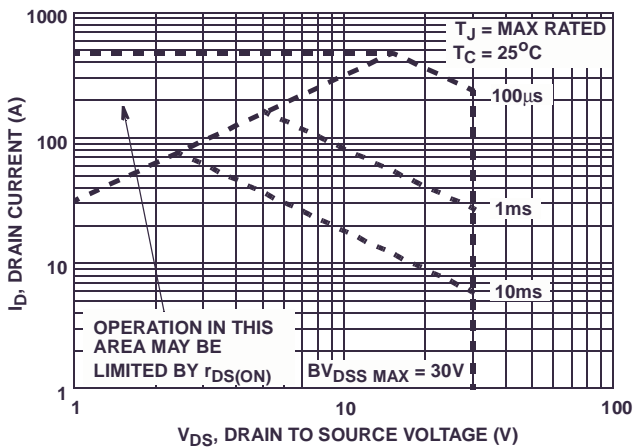 1000
T_J = MAX RATED
T_C = 25°C
100µs
100
I_D, DRAIN CURRENT (A)
1ms
10
10ms
OPERATION IN THIS
AREA MAY BE
LIMITED BY r_DS(ON)
BV_DSS MAX = 30V
1
1
10
100
V_DS, DRAIN TO SOURCE VOLTAGE (V)